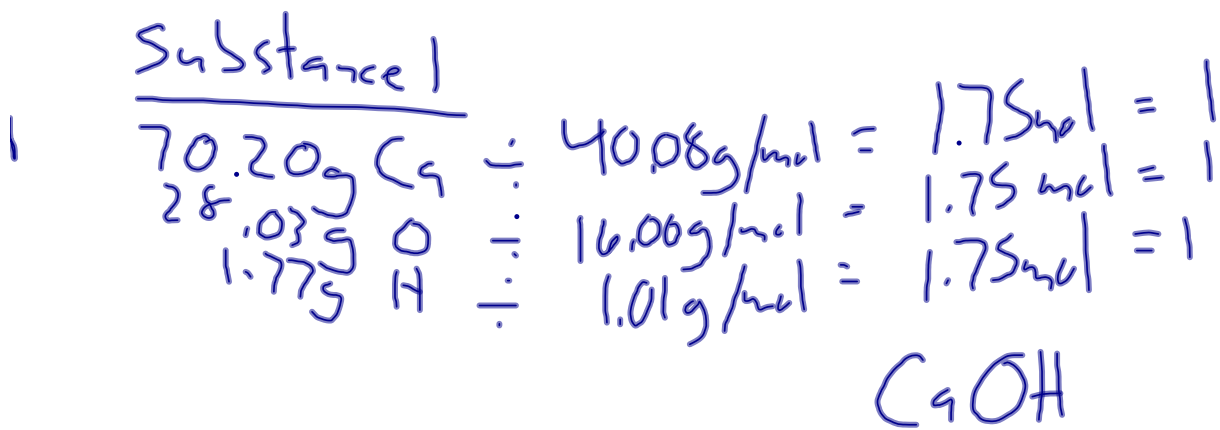 Substance 1
70.20g Ca ÷ 40.08g/mol = 1.75mol = 1
28.03g O ÷ 16.00g/mol = 1.75 mol = 1
1.77g H ÷ 1.01g/mol = 1.75mol = 1
CaOH